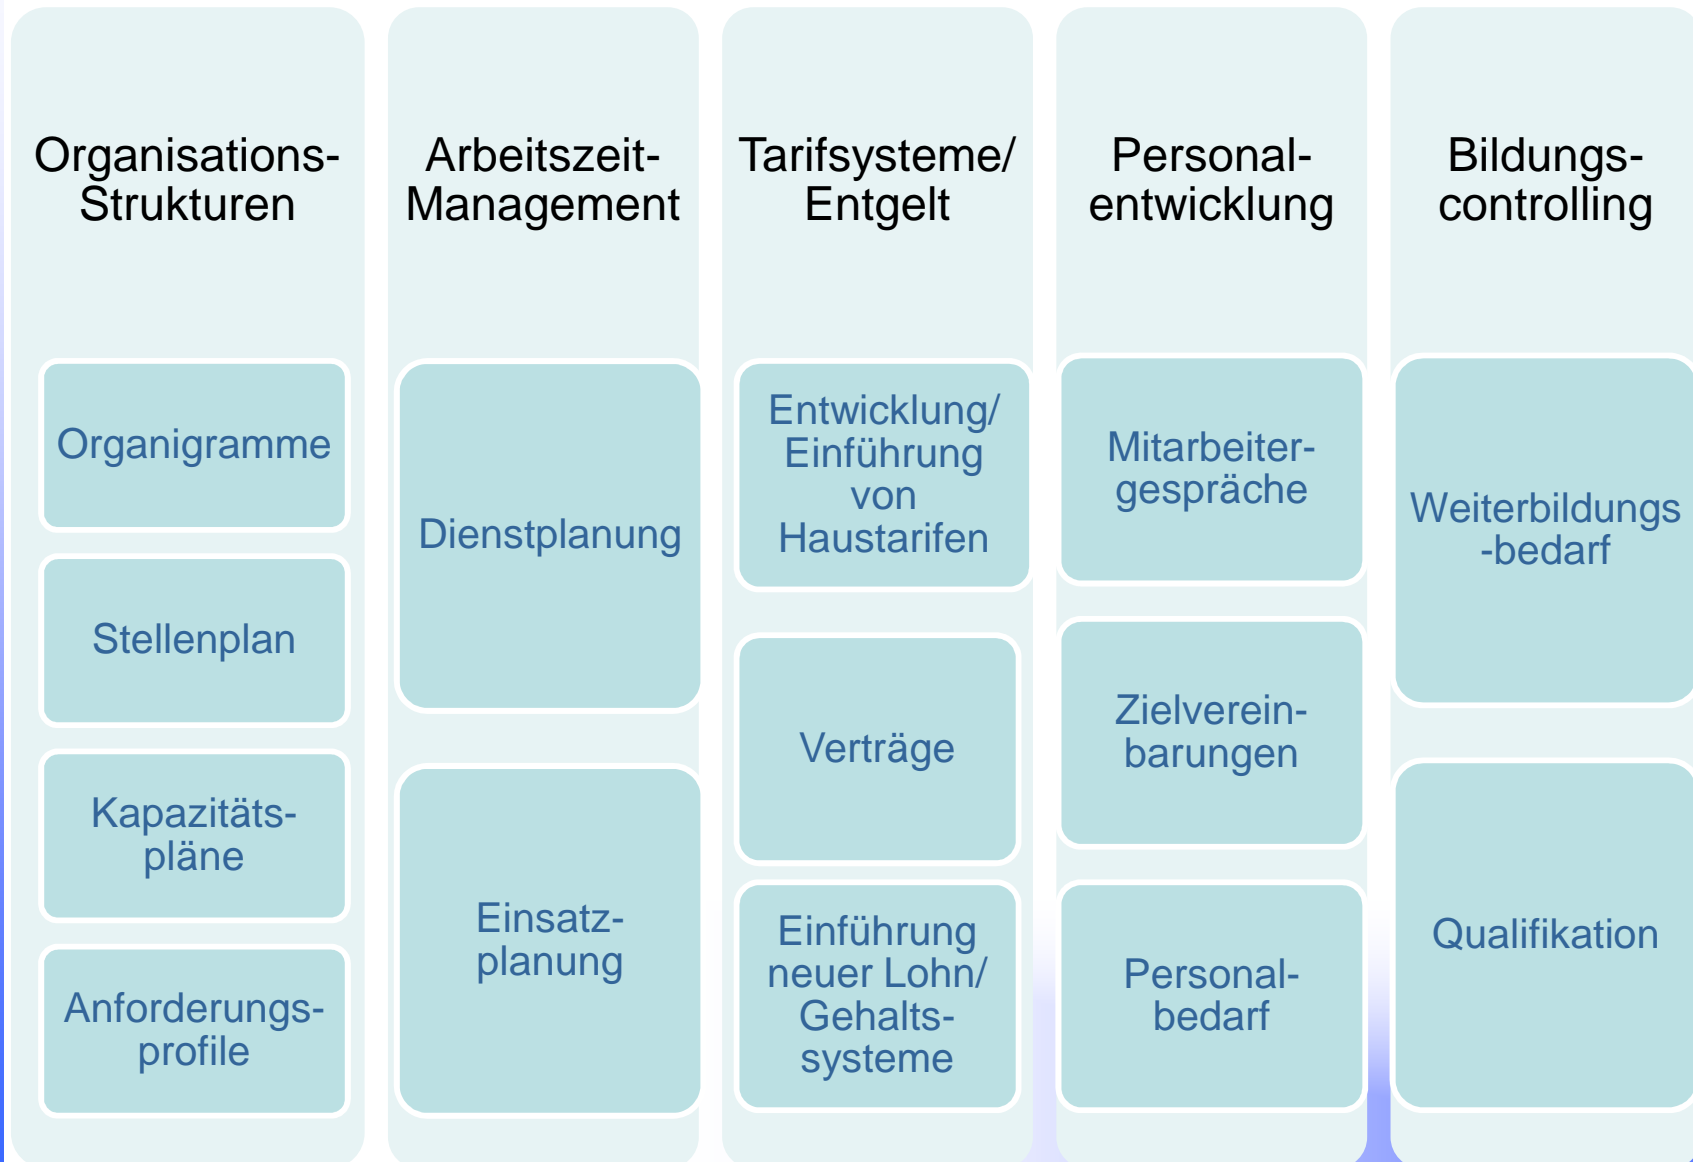 Organisations-
Strukturen
Organigramme
Stellenplan
Kapazitäts-
pläne
Anforderungs-
profile
Arbeitszeit-
Management
Dienstplanung
Einsatz-
planung
Tarifsysteme/
Entgelt
Entwicklung/
Einführung
von
Haustarifen
Verträge
Einführung
neuer Lohn/
Gehalts-
systeme
Personal-
entwicklung
Mitarbeiter-
gespräche
Zielverein-
barungen
Personal-
bedarf
Bildungs-
controlling
Weiterbildungs
-bedarf
Qualifikation